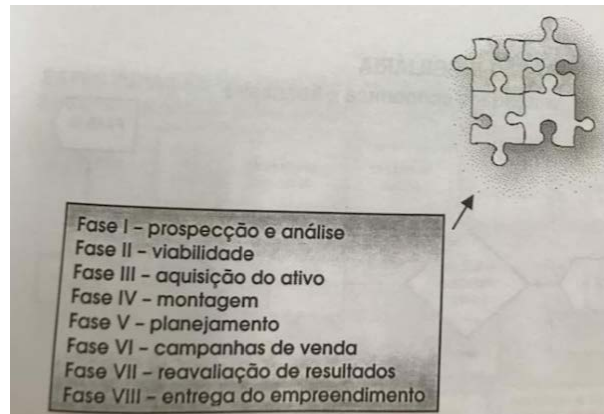 Fase I – prospecção e análise
Fase II – viabilidade
Fase III – aquisição do ativo
Fase IV – montagem
Fase V – planejamento
Fase VI – campanhas de venda
Fase VII – reavaliação de resultados
Fase VIII – entrega do empreendimento